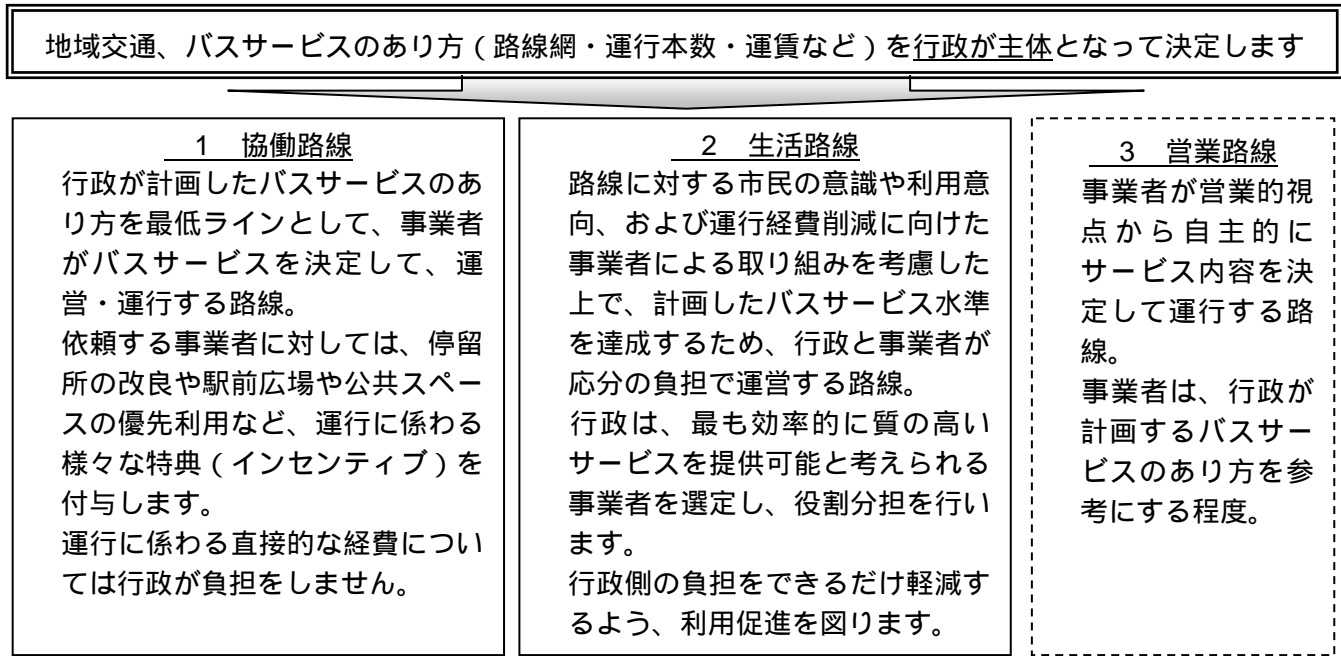 地域交通、バスサービスのあり方（路線網・運行本数・運賃など）を行政が主体となって決定します
1　協働路線
行政が計画したバスサービスのあ
り方を最低ラインとして、事業者
がバスサービスを決定して、運
営・運行する路線。
依頼する事業者に対しては、停留
所の改良や駅前広場や公共スペー
スの優先利用など、運行に係わる
様々な特典（インセンティブ）を
付与します。
運行に係わる直接的な経費につい
ては行政が負担をしません。
2　生活路線
路線に対する市民の意識や利用意
向、および運行経費削減に向けた
事業者による取り組みを考慮した
上で、計画したバスサービス水準
を達成するため、行政と事業者が
応分の負担で運営する路線。
行政は、最も効率的に質の高い
サービスを提供可能と考えられる
事業者を選定し、役割分担を行い
ます。
行政側の負担をできるだけ軽減す
るよう、利用促進を図ります。
3　営業路線
事業者が営業的視
点から自主的に
サービス内容を決
定して運行する路
線。
事業者は、行政が
計画するバスサー
ビスのあり方を参
考にする程度。